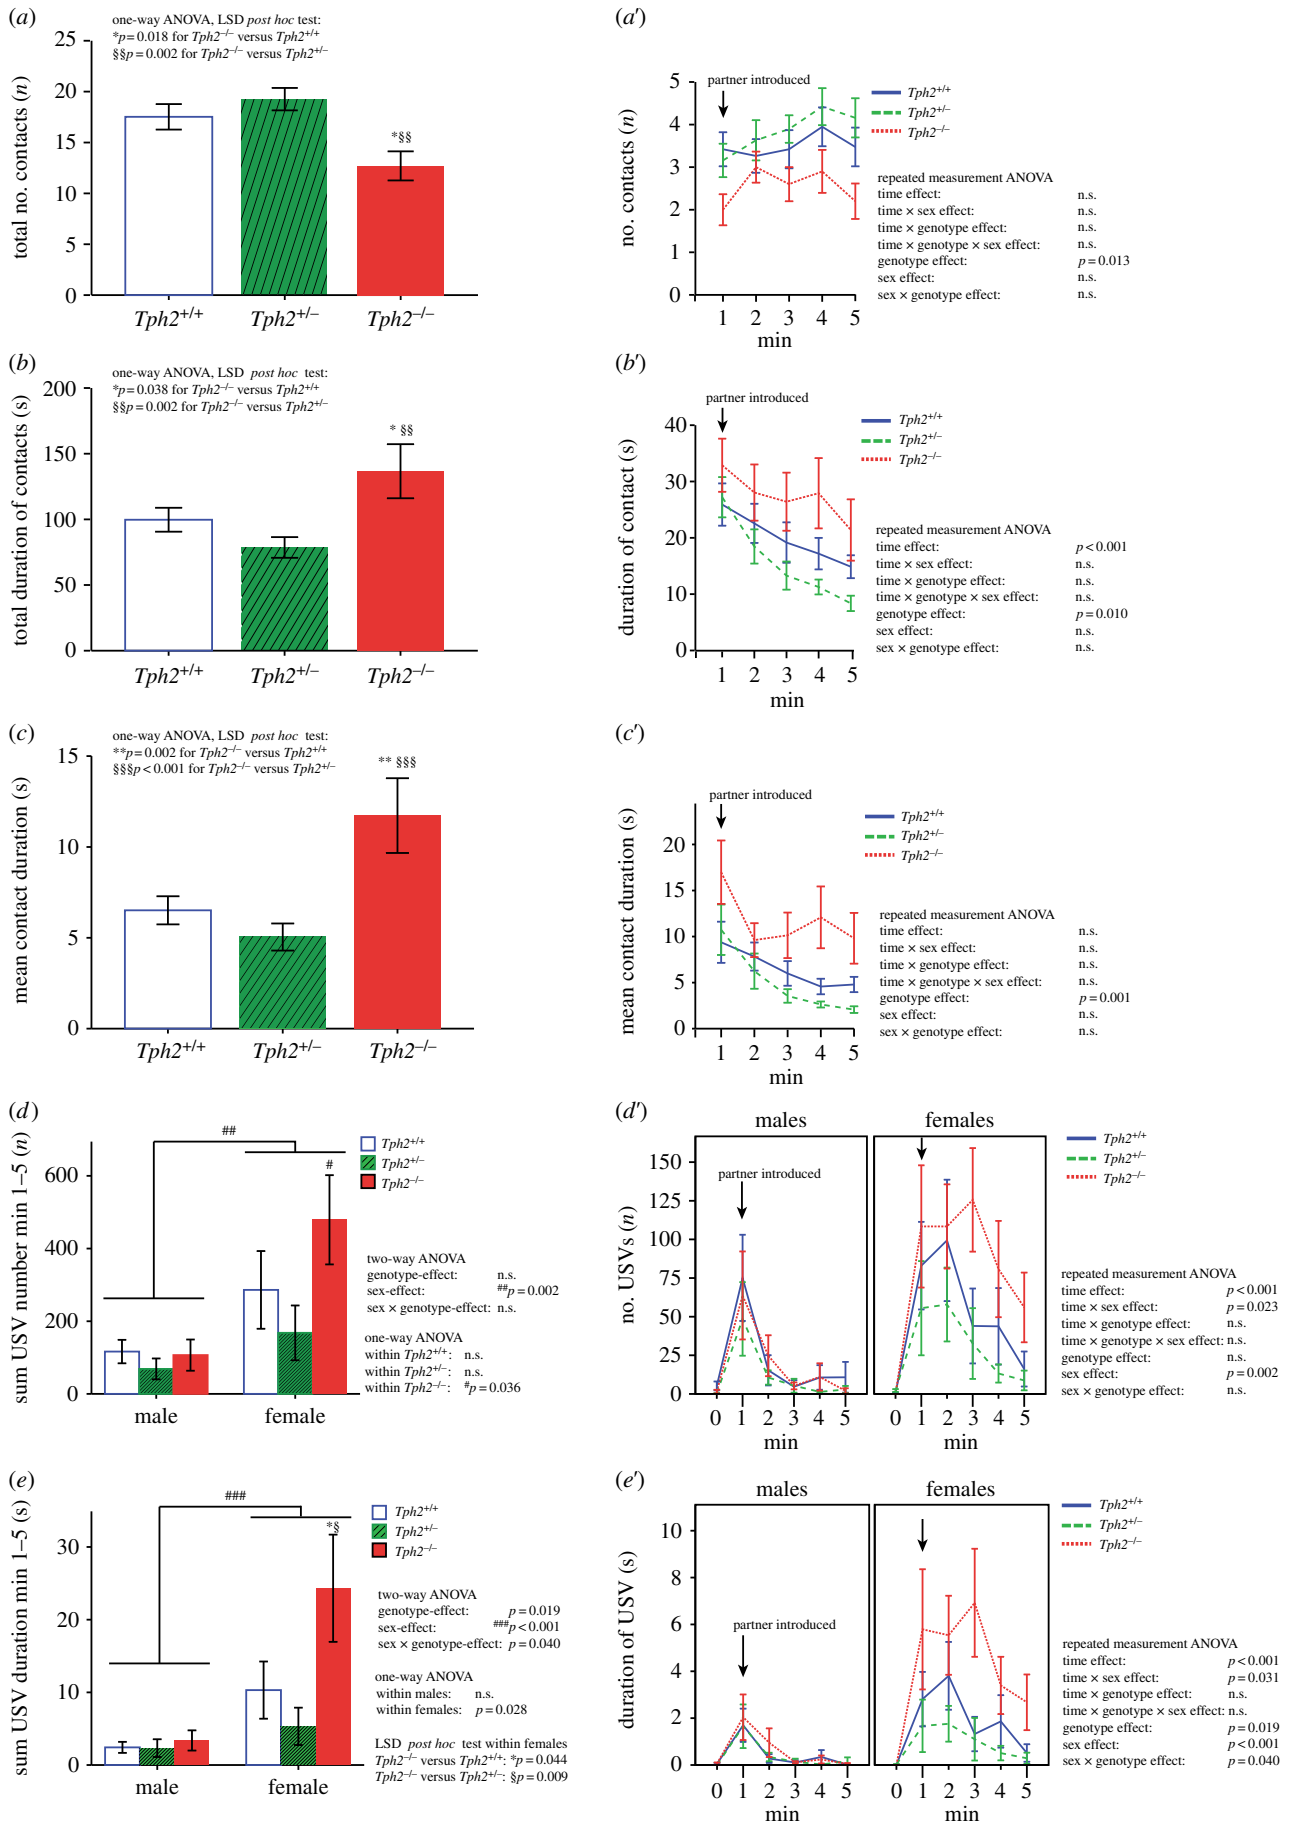 (a)
one-way ANOVA, LSD post hoc test:
*p = 0.018 for Tph2–/– versus Tph2+/+
§§p = 0.002 for Tph2–/– versus Tph2+/–
total no. contacts (n)
25
20
15
10
5
0
*§§
Tph2+/+ Tph2+/– Tph2–/–
(a′)
no. contacts (n)
5
4
3
2
1
0
partner introduced
Tph2+/+
Tph2+/–
Tph2–/–
repeated measurement ANOVA
time effect: n.s.
time × sex effect: n.s.
time × genotype effect: n.s.
time × genotype × sex effect: n.s.
genotype effect: p = 0.013
sex effect: n.s.
sex × genotype effect: n.s.
1 2 3 4 5
min
(b)
one-way ANOVA, LSD post hoc test:
*p = 0.038 for Tph2–/– versus Tph2+/+
§§p = 0.002 for Tph2–/– versus Tph2+/–
total duration of contacts (s)
200
150
100
50
0
* §§
Tph2+/+ Tph2+/– Tph2–/–
(b′)
duration of contact (s)
40
30
20
10
0
partner introduced
Tph2+/+
Tph2+/–
Tph2–/–
repeated measurement ANOVA
time effect: p < 0.001
time × sex effect: n.s.
time × genotype effect: n.s.
time × genotype × sex effect: n.s.
genotype effect: p = 0.010
sex effect: n.s.
sex × genotype effect: n.s.
1 2 3 4 5
min
(c)
one-way ANOVA, LSD post hoc test:
**p = 0.002 for Tph2–/– versus Tph2+/+
§§§p < 0.001 for Tph2–/– versus Tph2+/–
mean contact duration (s)
15
10
5
0
** §§§
Tph2+/+ Tph2+/– Tph2–/–
(c′)
mean contact duration (s)
20
15
10
5
0
partner introduced
Tph2+/+
Tph2+/–
Tph2–/–
repeated measurement ANOVA
time effect: n.s.
time × sex effect: n.s.
time × genotype effect: n.s.
time × genotype × sex effect: n.s.
genotype effect: p = 0.001
sex effect: n.s.
sex × genotype effect: n.s.
1 2 3 4 5
min
(d)
sum USV number min 1–5 (n)
600
400
200
0
##
#
Tph2+/+
Tph2+/–
Tph2–/–
two-way ANOVA
genotype-effect: n.s.
sex-effect: ##p = 0.002
sex × genotype-effect: n.s.
one-way ANOVA
within Tph2+/+: n.s.
within Tph2+/–: n.s.
within Tph2–/–: #p = 0.036
male female
(d′)
males females
no. USVs (n)
150
125
100
75
50
25
0
partner introduced
Tph2+/+
Tph2+/–
Tph2–/–
repeated measurement ANOVA
time effect: p < 0.001
time × sex effect: p = 0.023
time × genotype effect: n.s.
time × genotype × sex effect: n.s.
genotype effect: n.s.
sex effect: p = 0.002
sex × genotype effect: n.s.
0 1 2 3 4 5 0 1 2 3 4 5
min min
(e)
sum USV duration min 1–5 (s)
30
20
10
0
###
*§
Tph2+/+
Tph2+/–
Tph2–/–
two-way ANOVA
genotype-effect: p = 0.019
sex-effect: ###p < 0.001
sex × genotype-effect: p = 0.040
one-way ANOVA
within males: n.s.
within females: p = 0.028
LSD post hoc test within females
Tph2–/– versus Tph2+/+: *p = 0.044
Tph2–/– versus Tph2+/–: §p = 0.009
male female
(e′)
males females
duration of USV (s)
10
8
6
4
2
0
partner introduced
Tph2+/+
Tph2+/–
Tph2–/–
repeated measurement ANOVA
time effect: p < 0.001
time × sex effect: p = 0.031
time × genotype effect: n.s.
time × genotype × sex effect: n.s.
genotype effect: p = 0.019
sex effect: p < 0.001
sex × genotype effect: p = 0.040
0 1 2 3 4 5 0 1 2 3 4 5
min min